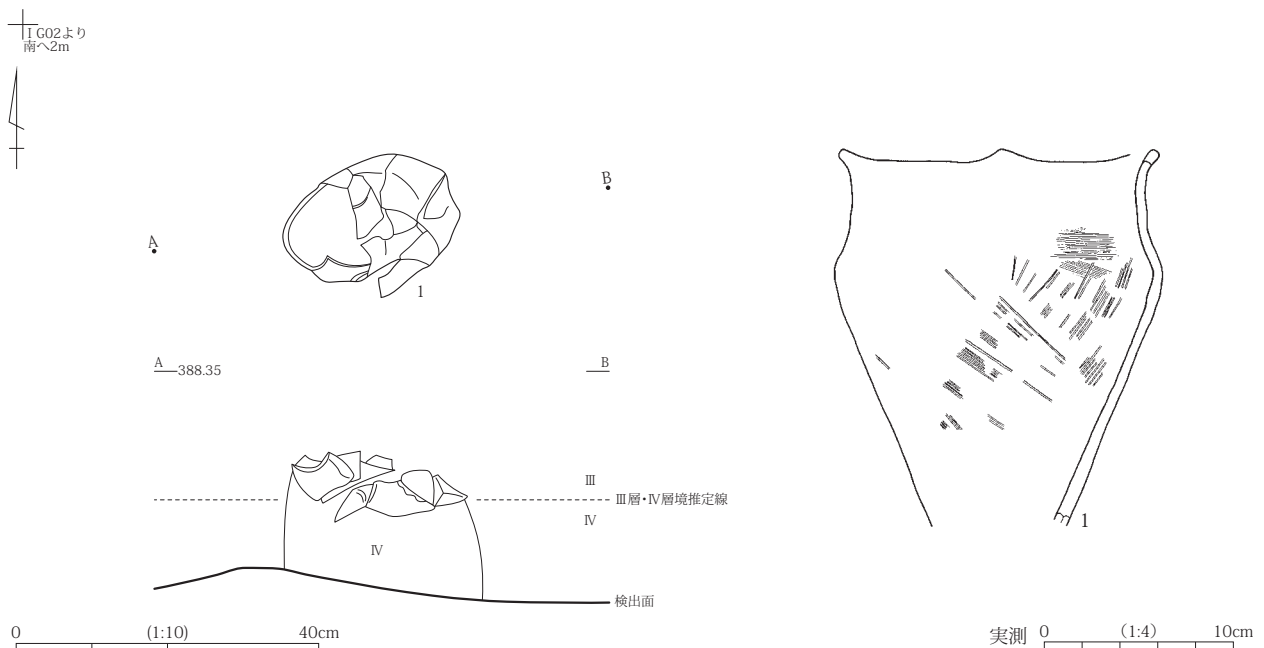 I G02より
南へ2m
A
B
1
A
388.35
B
Ⅲ
Ⅲ層・Ⅳ層境推定線
Ⅳ
Ⅳ
検出面
0 (1:10) 40cm
1
実測 0 (1:4) 10cm